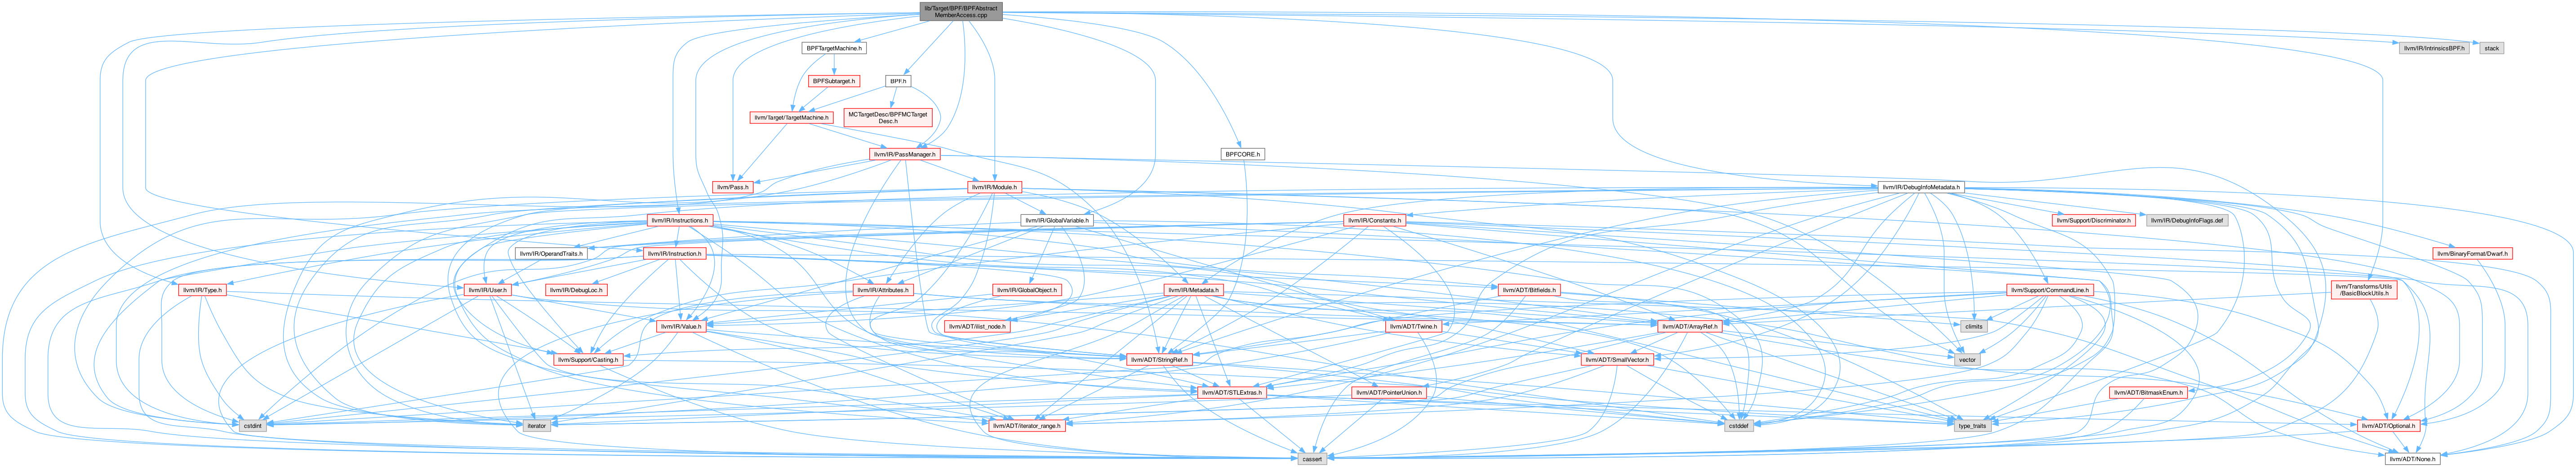 lib/Target/BPF/BPFAbstract
MemberAccess.cpp
BPFTargetMachine.h
llvm/IR/IntrinsicsBPF.h
stack
BPFSubtarget.h
BPF.h
llvm/Target/TargetMachine.h
MCTargetDesc/BPFMCTarget
Desc.h
llvm/IR/PassManager.h
BPFCORE.h
llvm/Pass.h
llvm/IR/Module.h
llvm/IR/DebugInfoMetadata.h
llvm/IR/Instructions.h
llvm/IR/GlobalVariable.h
llvm/IR/Constants.h
llvm/Support/Discriminator.h
llvm/IR/DebugInfoFlags.def
llvm/IR/OperandTraits.h
llvm/IR/Instruction.h
llvm/BinaryFormat/Dwarf.h
llvm/IR/Type.h
llvm/IR/User.h
llvm/IR/DebugLoc.h
llvm/IR/Attributes.h
llvm/IR/GlobalObject.h
llvm/IR/Metadata.h
llvm/ADT/Bitfields.h
llvm/Support/CommandLine.h
llvm/Transforms/Utils
/BasicBlockUtils.h
llvm/IR/Value.h
llvm/ADT/ilist_node.h
llvm/ADT/Twine.h
llvm/ADT/ArrayRef.h
climits
llvm/Support/Casting.h
llvm/ADT/StringRef.h
llvm/ADT/SmallVector.h
vector
llvm/ADT/STLExtras.h
llvm/ADT/PointerUnion.h
llvm/ADT/BitmaskEnum.h
cstdint
iterator
llvm/ADT/iterator_range.h
cstddef
type_traits
llvm/ADT/Optional.h
cassert
llvm/ADT/None.h